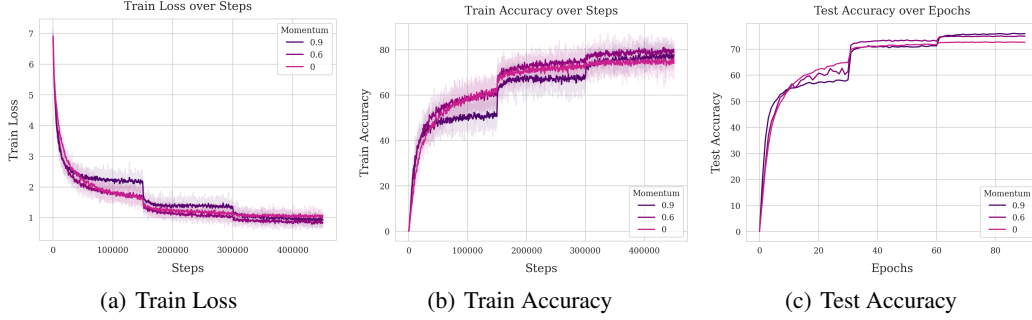 Train Loss over Steps
Train Loss
7
6
5
4
3
2
1
0
100000
200000
300000
400000
Steps
Momentum
0.9
0.6
0
(a) Train Loss
Train Accuracy over Steps
Train Accuracy
80
60
40
20
0
0
100000
200000
300000
400000
Steps
Momentum
0.9
0.6
0
(b) Train Accuracy
Test Accuracy over Epochs
Test Accuracy
70
60
50
40
30
20
10
0
0
20
40
60
80
Epochs
Momentum
0.9
0.6
0
(c) Test Accuracy